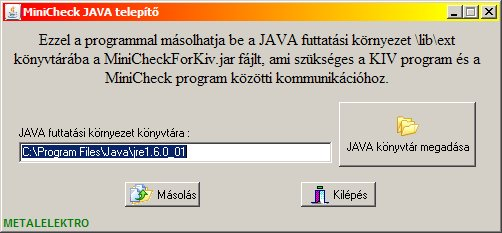 MiniCheck JAVA telepítő
Ezzel a programmal másolhatja be a JAVA futtatási környezet \lib\ext
könyvtárába a MiniCheckForKiv.jar fájlt, ami szükséges a KIV program és a
MiniCheck program közötti kommunikációhoz.
JAVA futtatási környezet könyvtára :
C:\Program Files\Java\jre1.6.0_01
JAVA könyvtár megadása
Másolás
Kilépés
METALELEKTRO